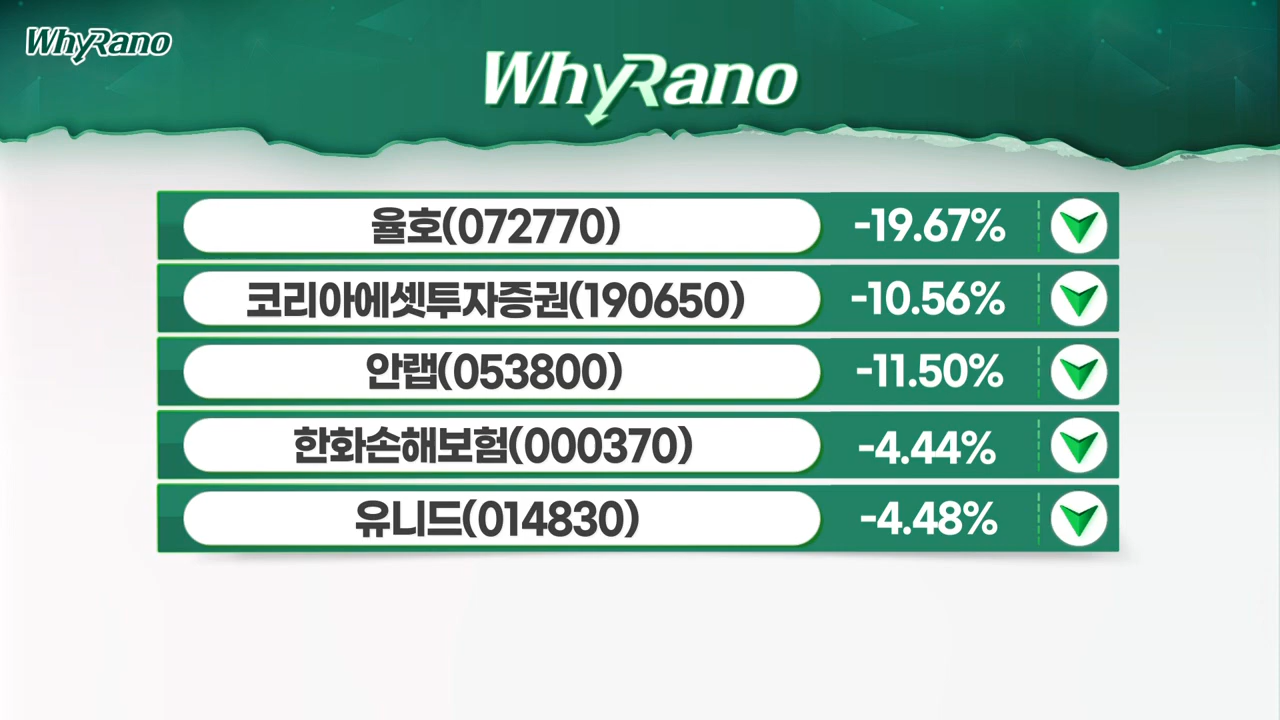 WhyRano
WhyRano
율호(072770) -19.67%
코리아에셋투자증권(190650) -10.56%
안랩(053800) -11.50%
한화손해보험(000370) -4.44%
유니드(014830) -4.48%